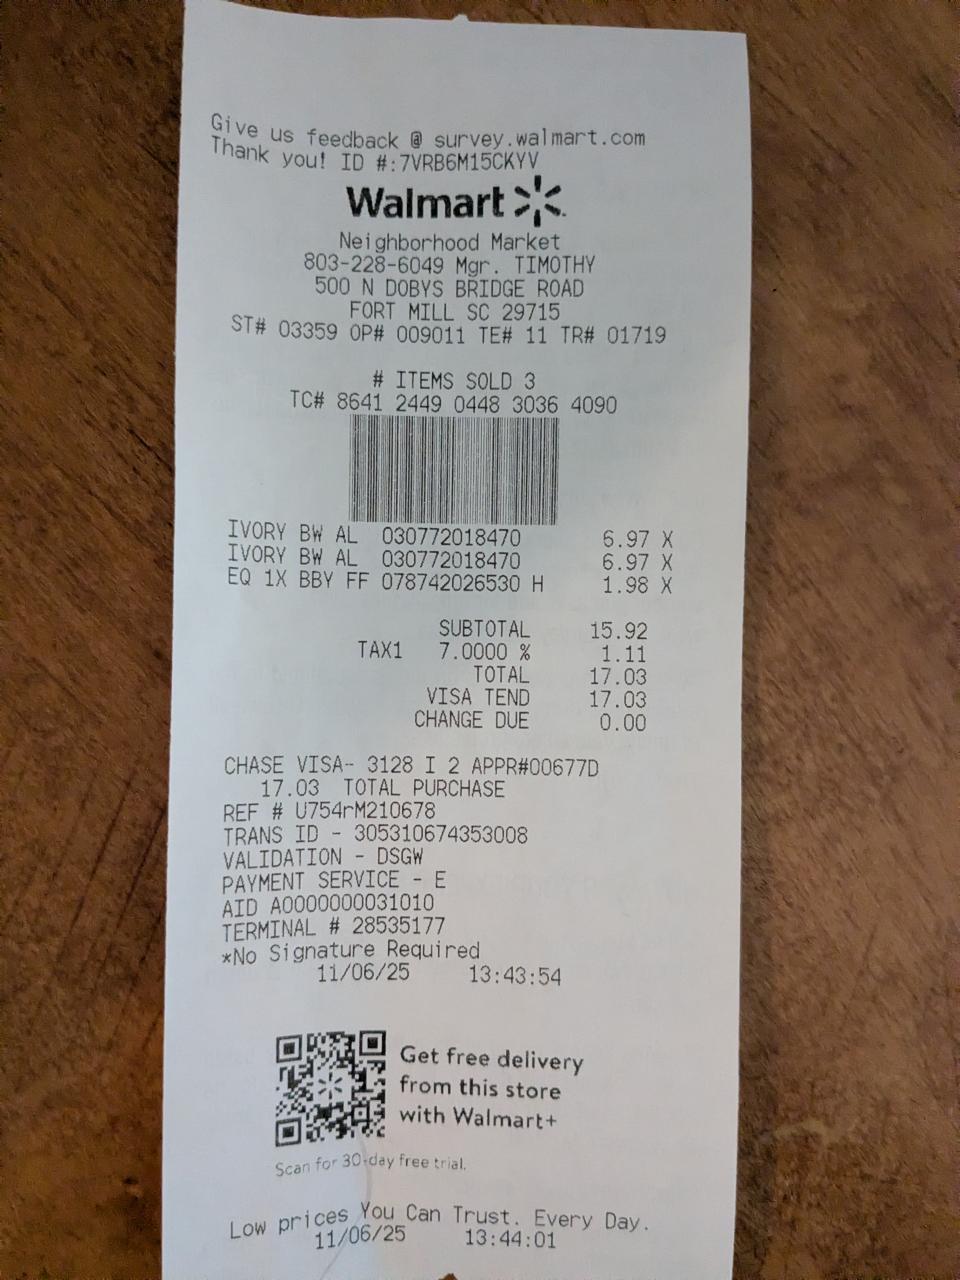 Give us feedback @ survey.walmart.com
Thank you! ID #:7VRB6M15CKYV
Walmart
Neighborhood Market
803-228-6049 Mgr. TIMOTHY
500 N DOBYS BRIDGE ROAD
FORT MILL SC 29715
ST# 03359 OP# 009011 TE# 11 TR# 01719
# ITEMS SOLD 3
TC# 8641 2449 0448 3036 4090
IVORY BW AL 030772018470 6.97 X
IVORY BW AL 030772018470 6.97 X
EQ 1X BBY FF 078742026530 H 1.98 X
SUBTOTAL 15.92
TAX1 7.0000 % 1.11
TOTAL 17.03
VISA TEND 17.03
CHANGE DUE 0.00
CHASE VISA- 3128 I 2 APPR#00677D
17.03 TOTAL PURCHASE
REF # U754rM210678
TRANS ID - 305310674353008
VALIDATION - DSGW
PAYMENT SERVICE - E
AID A0000000031010
TERMINAL # 28535177
*No Signature Required
11/06/25 13:43:54
Get free delivery
from this store
with Walmart+
Scan for 30-day free trial.
Low prices You Can Trust. Every Day.
11/06/25 13:44:01